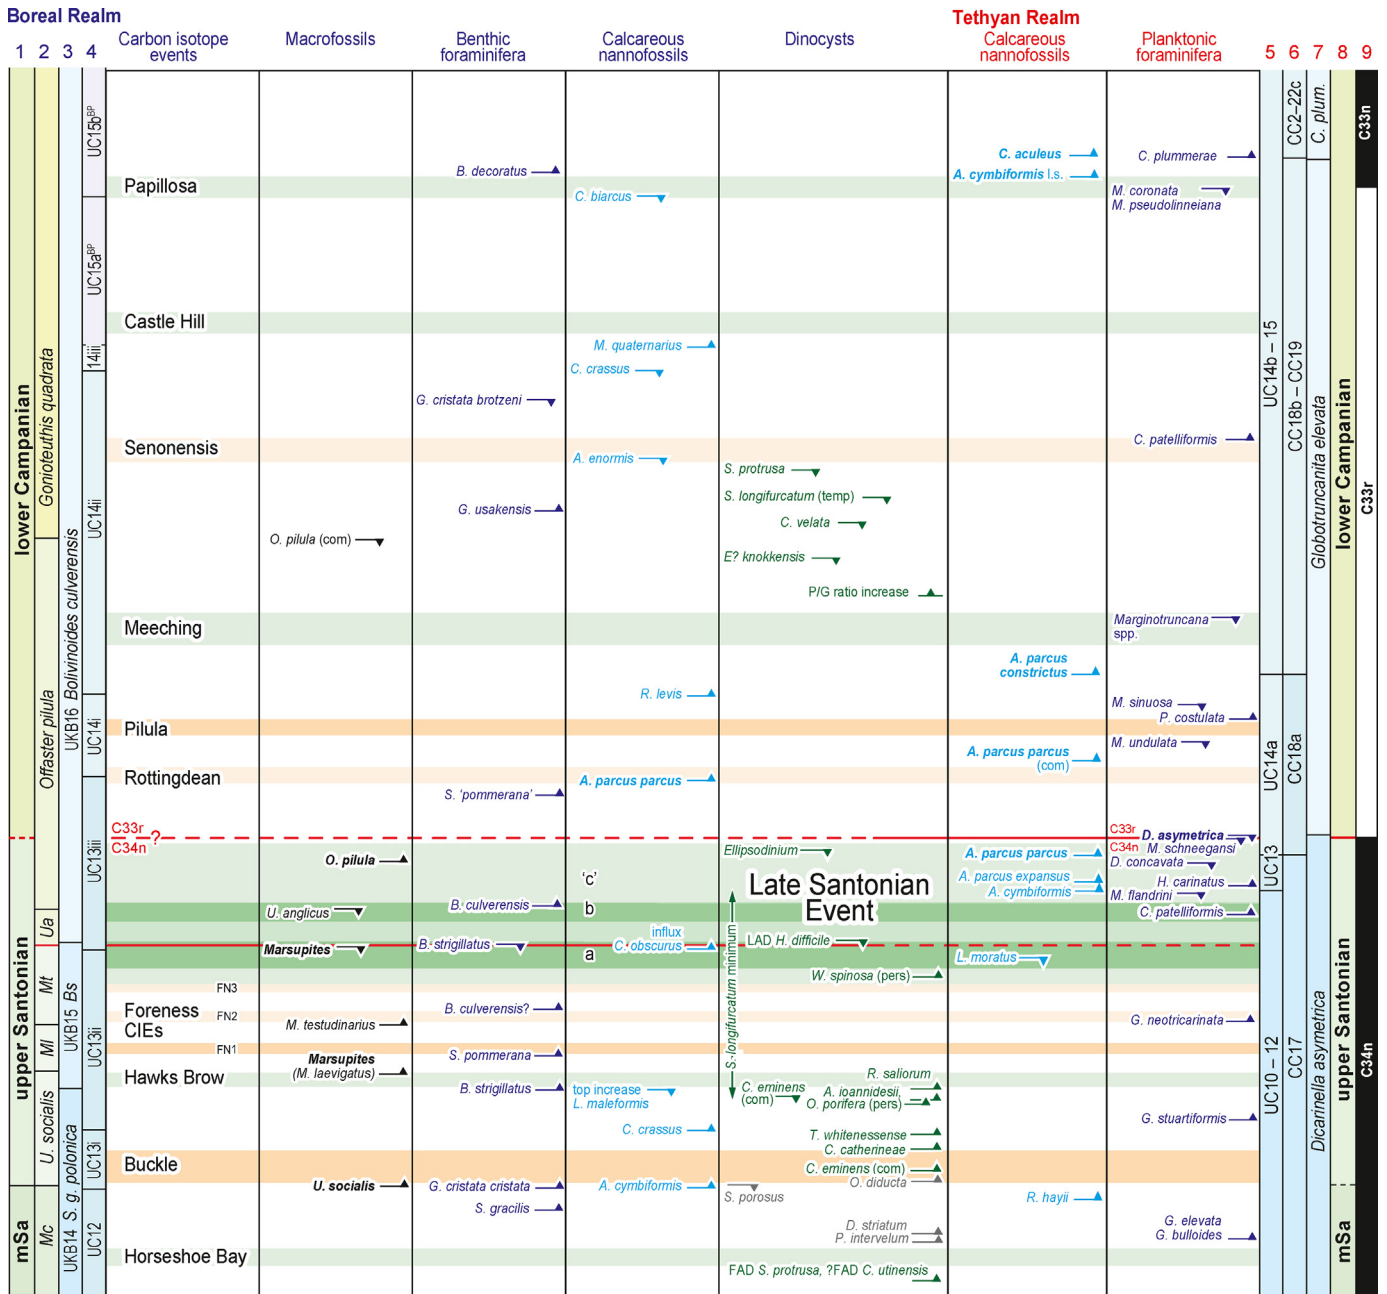 Boreal Realm
Tethyan Realm
1
2
3
4
Carbon isotope
events
Macrofossils
Benthic
foraminifera
Calcareous
nannofossils
Dinocysts
Calcareous
nannofossils
Planktonic
foraminifera
5
6
7
8
9
lower Campanian
upper Santonian
mSa
Gonioteuthis quadrata
Offaster pilula
Ua
Mt
Ml
U. socialis
Mc
UKB16 Bolivinoides culverensis
UKB15 Bs
UKB14 S. g. polonica
UC15bBP
UC15aBP
14iii
UC14ii
UC14i
UC13iii
UC13ii
UC13i
UC12
Papillosa
Castle Hill
Senonensis
Meeching
Pilula
Rottingdean
C33r
C34n
?
FN3
Foreness
CIEs
FN2
FN1
Hawks Brow
Buckle
Horseshoe Bay
O. pilula (com)
O. pilula
U. anglicus
Marsupites
M. testudinarius
Marsupites
(M. laevigatus)
U. socialis
B. decoratus
G. cristata brotzeni
G. usakensis
S. ‘pommerana’
B. culverensis
B. strigillatus
B. culverensis?
S. pommerana
B. strigillatus
G. cristata cristata
S. gracilis
C. biarcus
M. quaternarius
C. crassus
A. enormis
R. levis
A. parcus parcus
‘c’
b
influx
C. obscurus
a
top increase
L. maleformis
C. crassus
A. cymbiformis
S. protrusa
S. longifurcatum (temp)
C. velata
E? knokkensis
P/G ratio increase
Ellipsodinium
Late Santonian
Event
S. longifurcatum minimum
LAD H. difficile
W. spinosa (pers)
R. saliorum
C. eminens
(com)
A. ioannidesii,
O. porifera (pers)
T. whitenessense
C. catherineae
C. eminens (com)
O. diducta
S. porosus
D. striatum
P. intervelum
FAD S. protrusa, ?FAD C. utinensis
C. aculeus
A. cymbiformis l.s.
A. parcus
constrictus
A. parcus parcus
(com)
A. parcus parcus
A. parcus expansus
A. cymbiformis
L. moratus
R. hayii
C. plummerae
M. coronata
M. pseudolinneiana
C. patelliformis
Marginotruncana
spp.
M. sinuosa
P. costulata
M. undulata
C33r
C34n
D. asymetrica
M. schneegansi
D. concavata
H. carinatus
M. flandrini
C. patelliformis
G. neotricarinata
G. stuartiformis
G. elevata
G. bulloides
UC14b – 15
UC14a
UC13
UC10 – 12
CC2–22c
CC18b – CC19
CC18a
CC17
C. plum.
Globotruncanita elevata
Dicarinella asymetrica
lower Campanian
upper Santonian
mSa
C33n
C33r
C34n